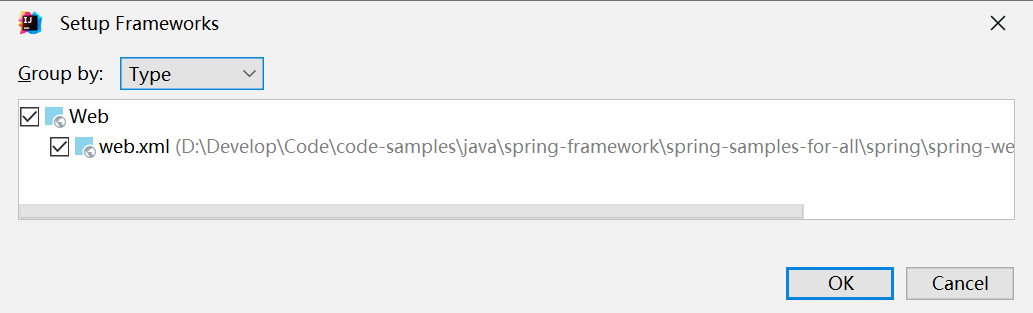 Setup Frameworks
Group by: Type
Web
web.xml (D:\Develop\Code\code-samples\java\spring-framework\spring-samples-for-all\spring\spring-we
OK Cancel